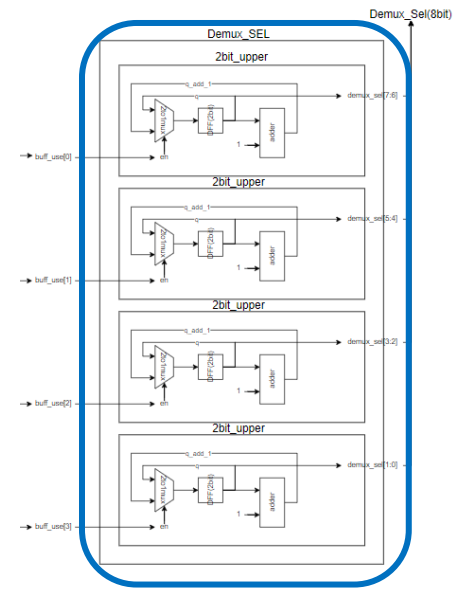 Demux_Sel(8bit)
Demux_SEL
2bit_upper
q_add_1
q
demux_sel[7:6]
2to1mux
DFF(2bit)
adder
1
buff_use[0]
en
2bit_upper
q_add_1
q
demux_sel[5:4]
2to1mux
DFF(2bit)
adder
1
buff_use[1]
en
2bit_upper
q_add_1
q
demux_sel[3:2]
2to1mux
DFF(2bit)
adder
1
buff_use[2]
en
2bit_upper
q_add_1
q
demux_sel[1:0]
2to1mux
DFF(2bit)
adder
1
buff_use[3]
en